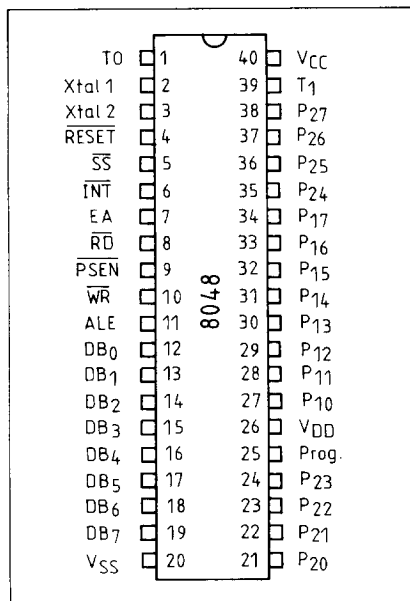 T0 1 40 VCC
Xtal 1 2 39 T1
Xtal 2 3 38 P27
RESET 4 37 P26
SS 5 36 P25
INT 6 35 P24
EA 7 34 P17
RD 8 33 P16
PSEN 9 32 P15
WR 10 31 P14
ALE 11 30 P13
DB0 12 29 P12
DB1 13 28 P11
DB2 14 27 P10
DB3 15 26 VDD
DB4 16 25 Prog.
DB5 17 24 P23
DB6 18 23 P22
DB7 19 22 P21
VSS 20 21 P20
8048